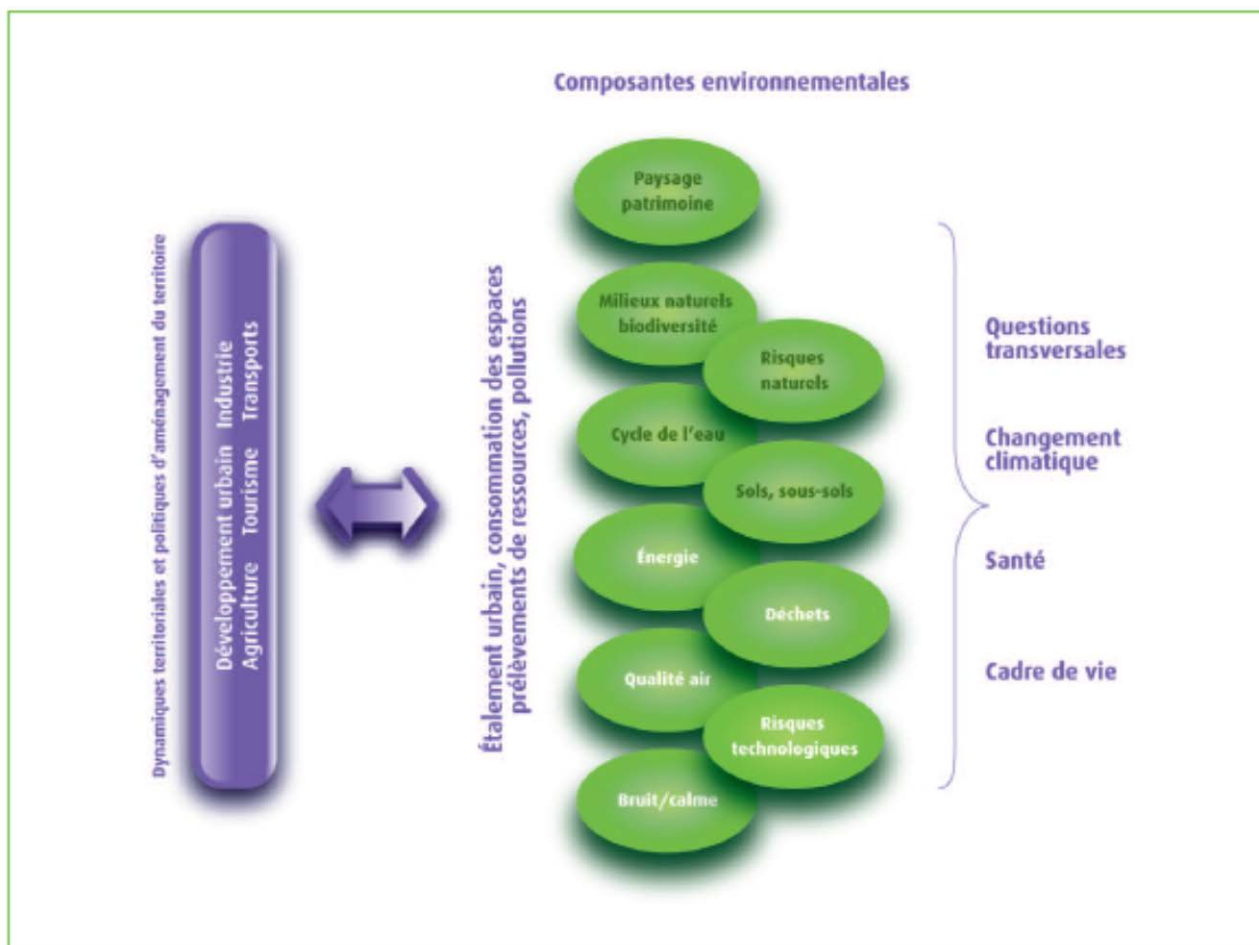 Composantes environnementales
Dynamiques territoriales et politiques d'aménagement du territoire
Développement urbain Industrie
Agriculture Tourisme Transports
Étalement urbain, consommation des espaces
prélèvements de ressources, pollutions
Paysage
patrimoine
Milieux naturels
biodiversité
Risques
naturels
Cycle de l'eau
Sols, sous-sols
Énergie
Déchets
Qualité air
Risques
technologiques
Bruit/calme
Questions
transversales
Changement
climatique
Santé
Cadre de vie